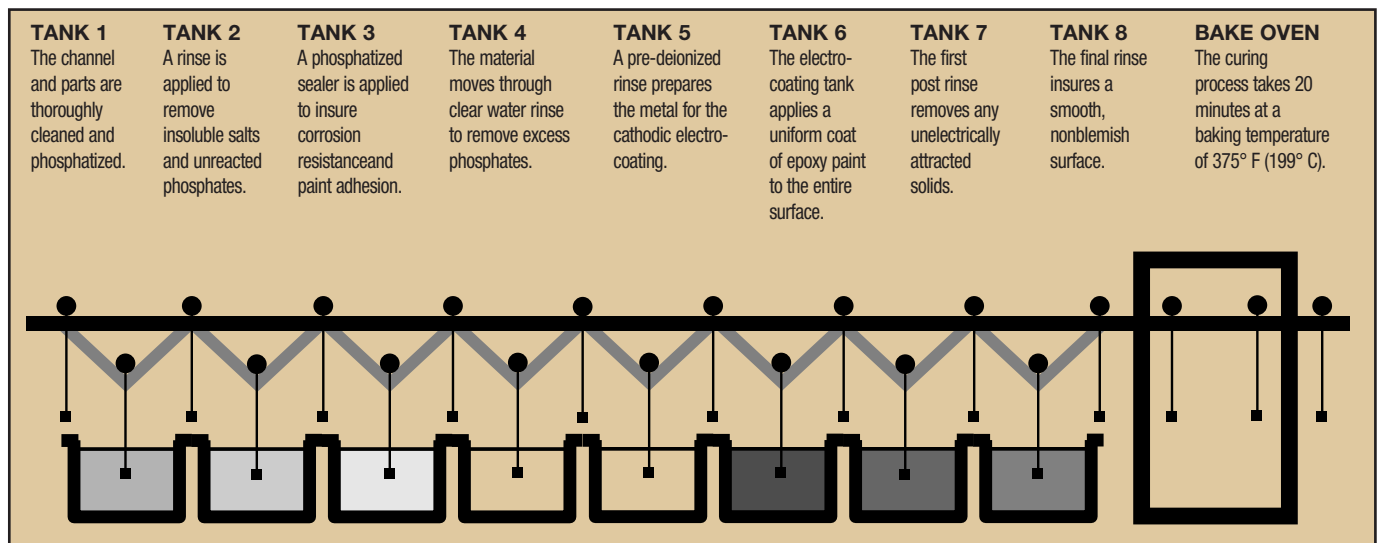 TANK 1
The channel
and parts are
thoroughly
cleaned and
phosphatized.
TANK 2
A rinse is
applied to
remove
insoluble salts
and unreacted
phosphates.
TANK 3
A phosphatized
sealer is applied
to insure
corrosion
resistanceand
paint adhesion.
TANK 4
The material
moves through
clear water rinse
to remove excess
phosphates.
TANK 5
A pre-deionized
rinse prepares
the metal for the
cathodic electro-
coating.
TANK 6
The electro-
coating tank
applies a
uniform coat
of epoxy paint
to the entire
surface.
TANK 7
The first
post rinse
removes any
unelectrically
attracted
solids.
TANK 8
The final rinse
insures a
smooth,
nonblemish
surface.
BAKE OVEN
The curing
process takes 20
minutes at a
baking temperature
of 375° F (199° C).